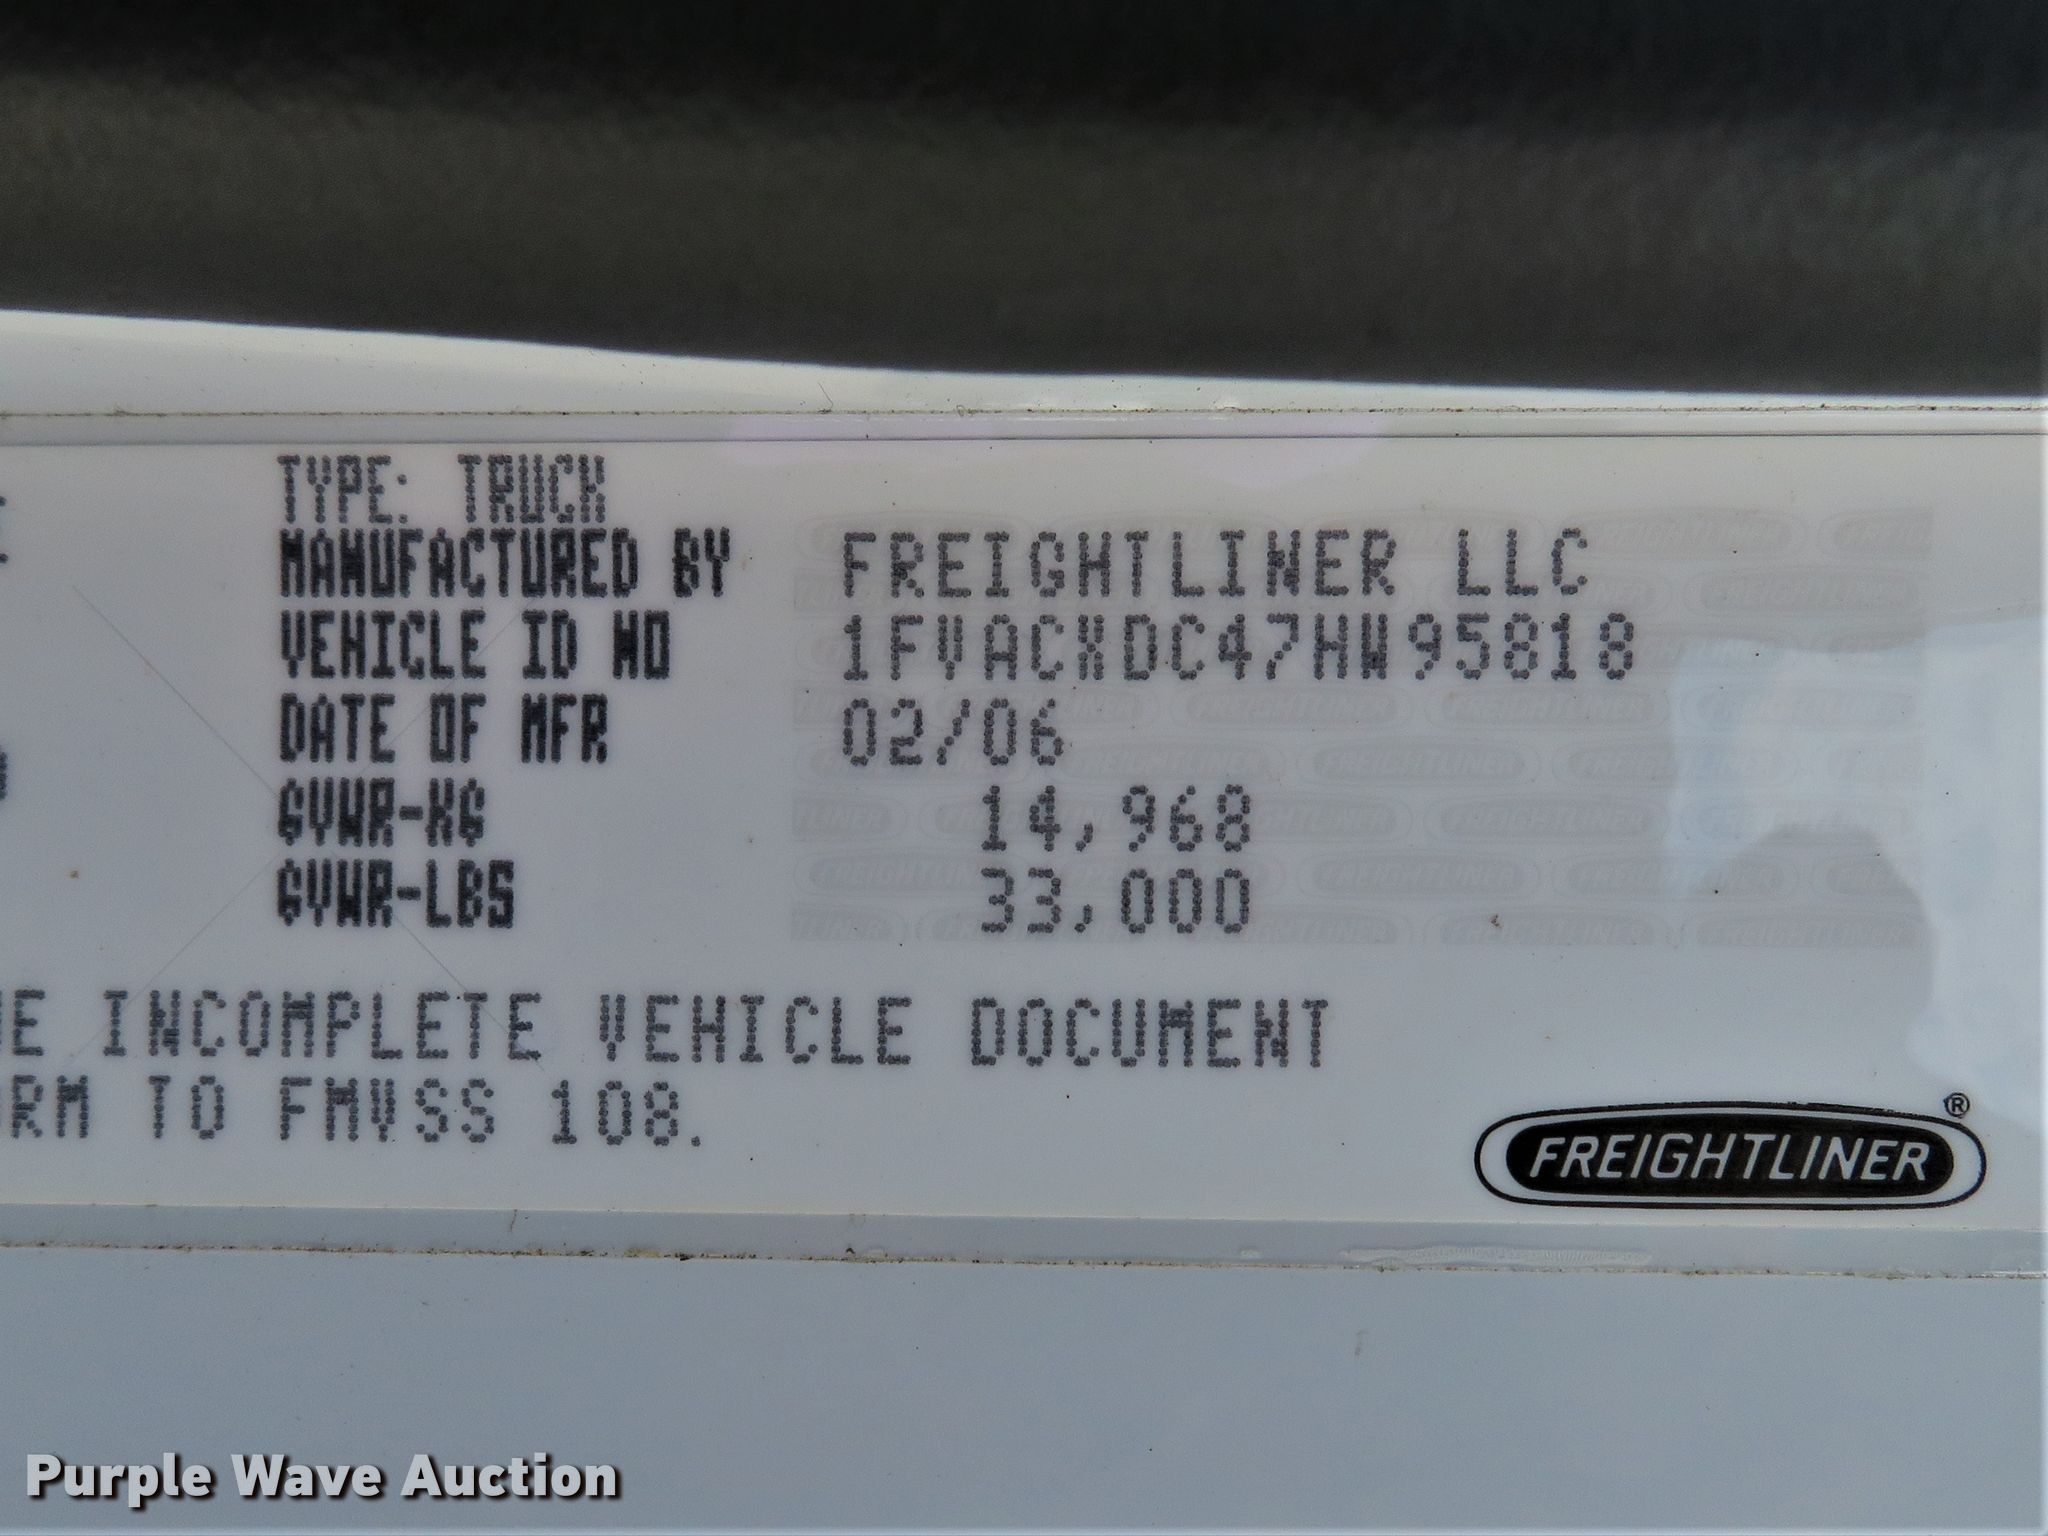 TYPE: TRUCK
MANUFACTURED BY FREIGHTLINER LLC
VEHICLE ID NO 1FVACXDC47HW95818
DATE OF MFR 02/06
GVWR-KG 14,968
GVWR-LBS 33,000
INCOMPLETE VEHICLE DOCUMENT
TO FMVSS 108.
FREIGHTLINER®
Purple Wave Auction